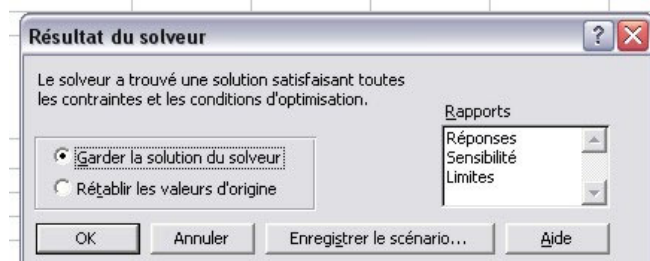 Résultat du solveur
Le solveur a trouvé une solution satisfaisant toutes
les contraintes et les conditions d'optimisation.
Rapports
Réponses
Sensibilité
Limites
Garder la solution du solveur
Rétablir les valeurs d'origine
OK
Annuler
Enregistrer le scénario...
Aide